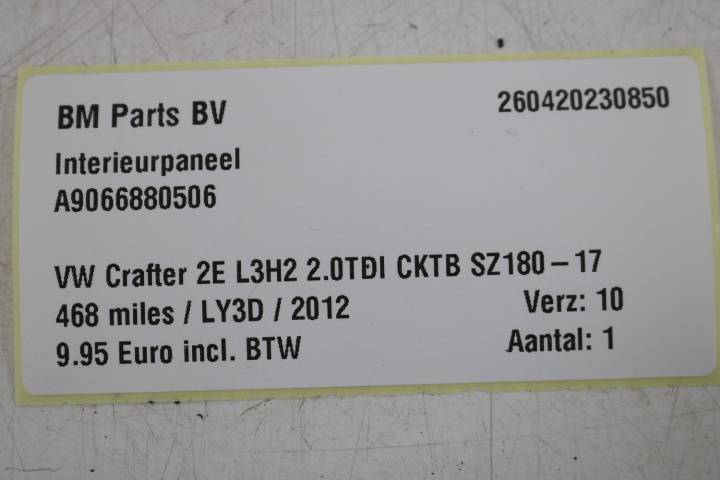 BM Parts BV 260420230850
Interieurpaneel
A9066880506
VW Crafter 2E L3H2 2.0TĐI CKTB SZ180-17
468 miles / LY3D / 2012 Verz: 10
9.95 Euro incl. BTW Aantal: 1